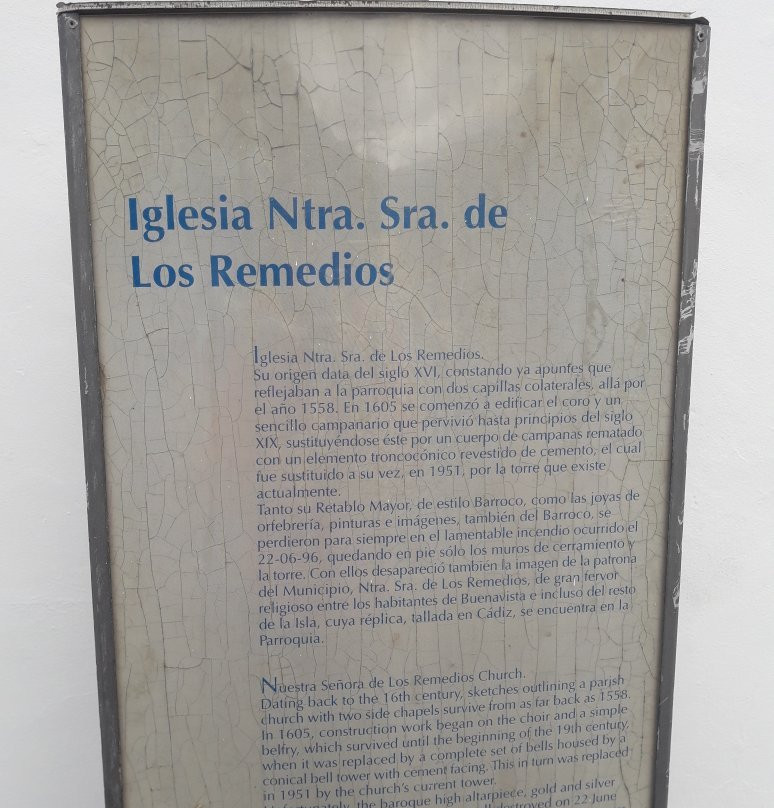 Iglesia Ntra. Sra. de
Los Remedios
Iglesia Ntra. Sra. de Los Remedios.
Su origen data del siglo XVI, constando ya apuntes que
reflejaban a la parroquia con dos capillas colaterales, allá por
el año 1558. En 1605 se comenzó a edificar el coro y un
sencillo campanario que pervivió hasta principios del siglo
XIX, sustituyéndose éste por un cuerpo de campanas rematado
con un elemento troncocónico revestido de cemento, el cual
fue sustituido a su vez, en 1951, por la torre que existe
actualmente.
Tanto su Retablo Mayor, de estilo Barroco, como las joyas de
orfebrería, pinturas e imágenes, también del Barroco, se
perdieron para siempre en el lamentable incendio ocurrido el
22-06-96, quedando en pie sólo los muros de cerramiento y
la torre. Con ellos desapareció también la imagen de la patrona
del Municipio, Ntra. Sra. de Los Remedios, de gran fervor
religioso entre los habitantes de Buenavista e incluso del resto
de la Isla, cuya réplica, tallada en Cádiz, se encuentra en la
Parroquia.
Nuestra Señora de Los Remedios Church.
Dating back to the 16th century, sketches outlining a parish
church with two side chapels survive from as far back as 1558.
In 1605, construction work began on the choir and a simple
belfry, which survived until the beginning of the 19th century,
when it was replaced by a complete set of bells housed by a
conical bell tower with cement facing. This in turn was replaced
in 1951 by the church's current tower.
the baroque high altarpiece, gold and silver
destroyed on 22 June